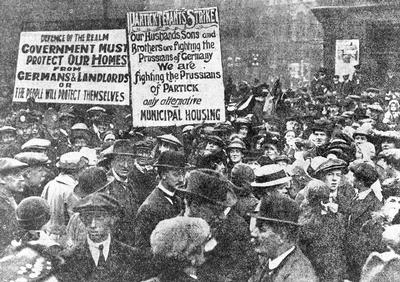 DEFENCE OF THE REALM
GOVERNMENT MUST
PROTECT OUR HOMES
FROM
GERMANS & LANDLORDS
OR
THE PEOPLE WILL PROTECT THEMSELVES
PARTICK TENANTS STRIKE
Our Husbands, Sons and
Brothers are fighting the
Prussians of Germany
We are
fighting the Prussians
of PARTICK
only alternative
MUNICIPAL HOUSING